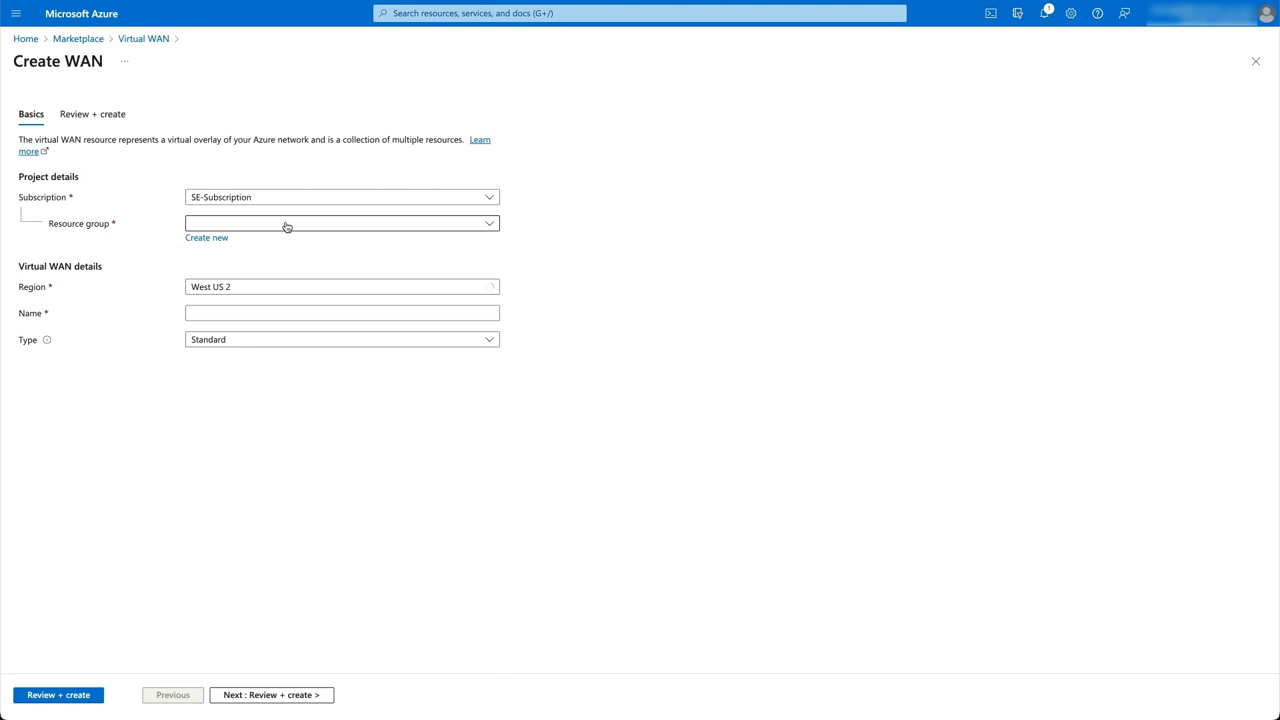 Microsoft Azure
Search resources, services, and docs (G+/)
1
Home > Marketplace > Virtual WAN >
Create WAN ...
Basics
Review + create
The virtual WAN resource represents a virtual overlay of your Azure network and is a collection of multiple resources. Learn
more
Project details
Subscription *
SE-Subscription
Resource group *
Create new
Virtual WAN details
Region *
West US 2
Name *
Type
Standard
Review + create
Previous
Next : Review + create >